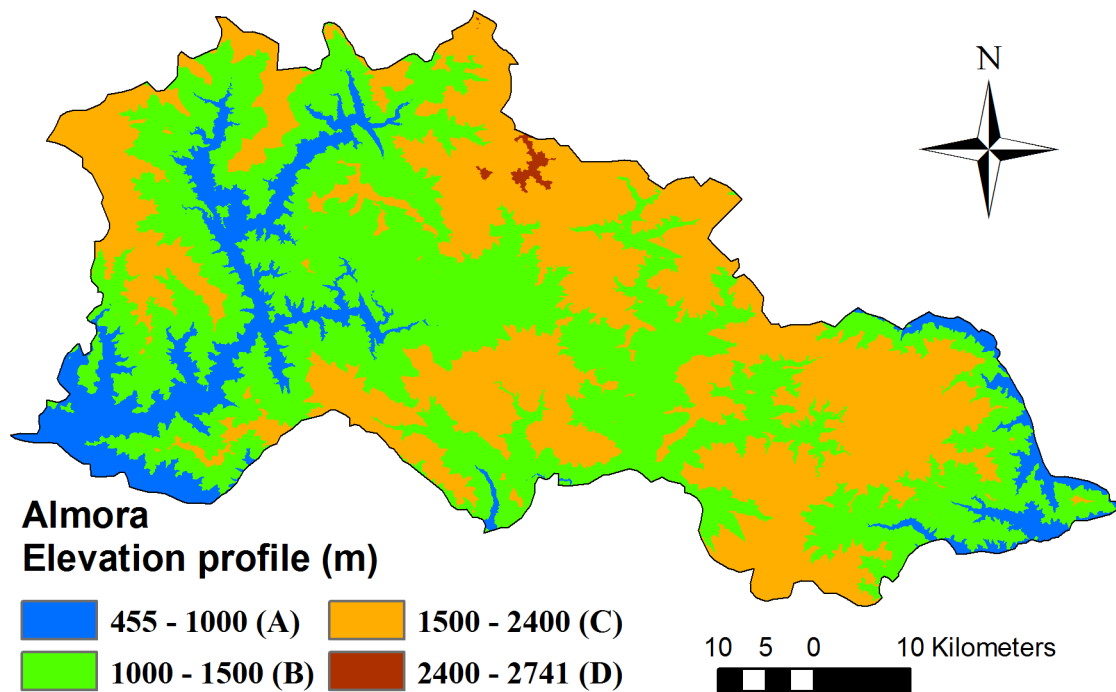 N
Almora
Elevation profile (m)
455 - 1000 (A)
1500 - 2400 (C)
1000 - 1500 (B)
2400 - 2741 (D)
10 5 0 10 Kilometers